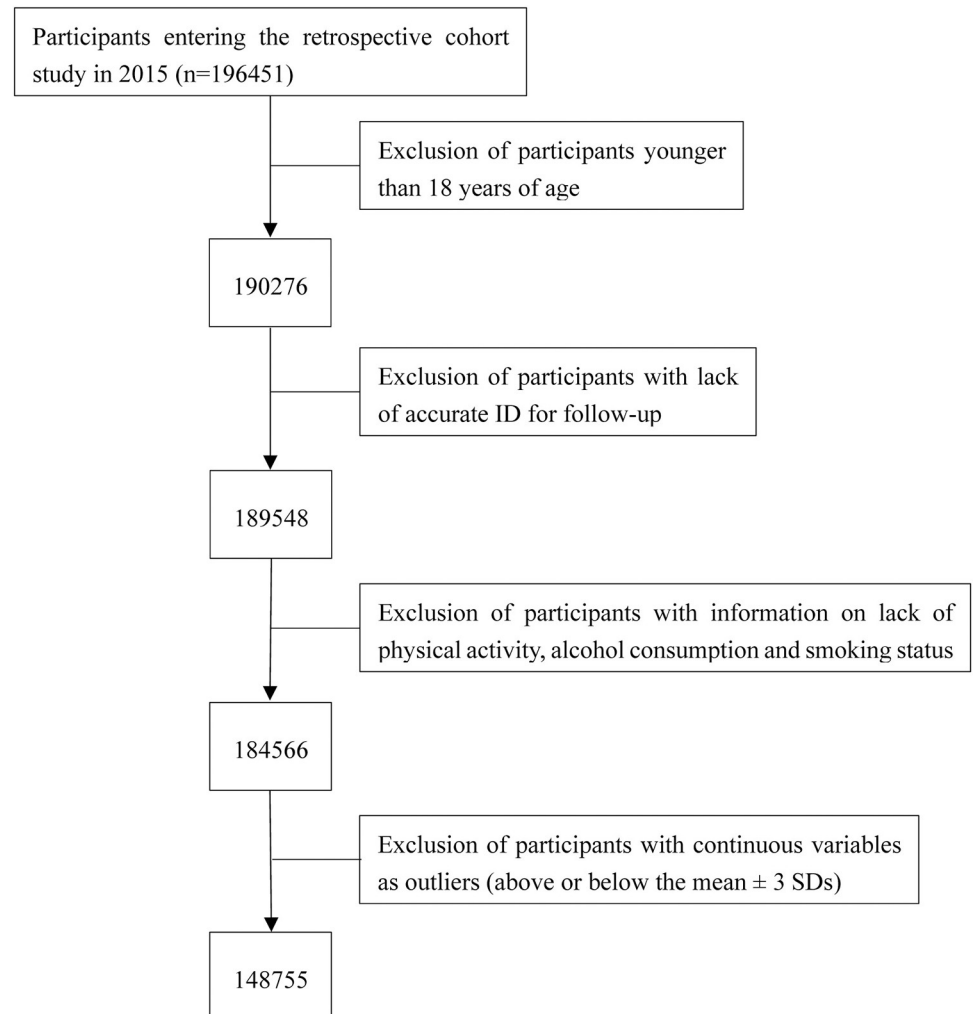 Participants entering the retrospective cohort
study in 2015 (n=196451)
Exclusion of participants younger
than 18 years of age
190276
Exclusion of participants with lack
of accurate ID for follow-up
189548
Exclusion of participants with information on lack of
physical activity, alcohol consumption and smoking status
184566
Exclusion of participants with continuous variables
as outliers (above or below the mean ± 3 SDs)
148755